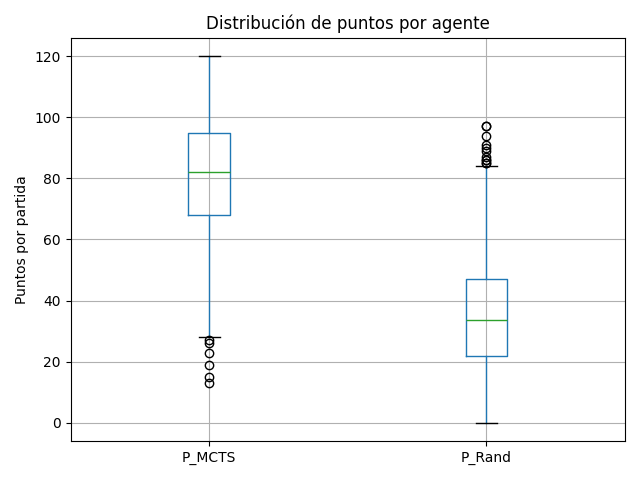 Distribución de puntos por agente
Puntos por partida
120
100
80
60
40
20
0
P_MCTS
P_Rand